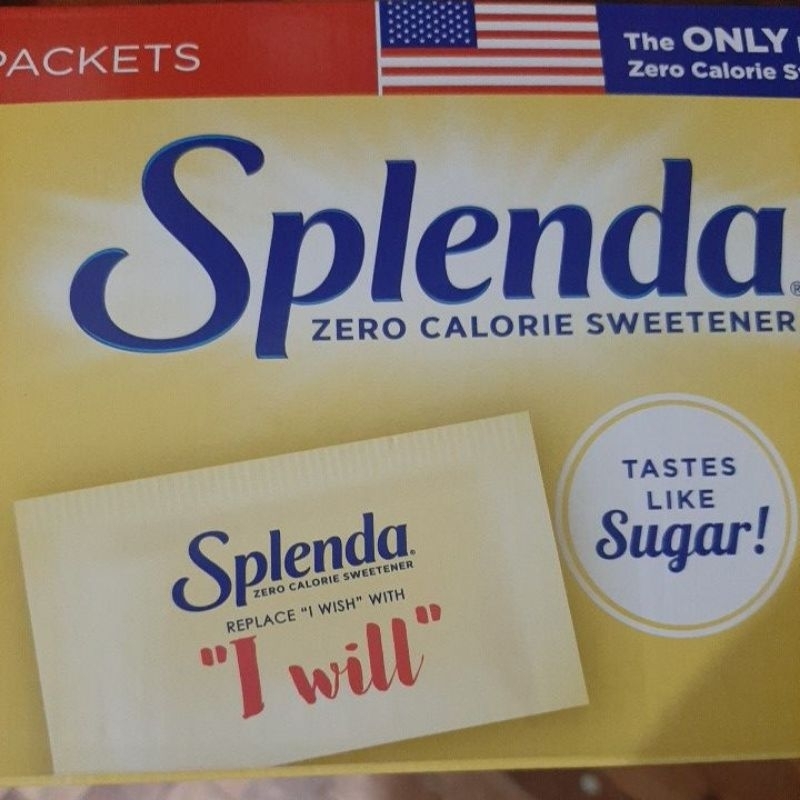 PACKETS
The ONLY
Zero Calorie
Splenda®
ZERO CALORIE SWEETENER
TASTES
LIKE
Sugar!
Splenda®
ZERO CALORIE SWEETENER
REPLACE "I WISH" WITH
"I will"